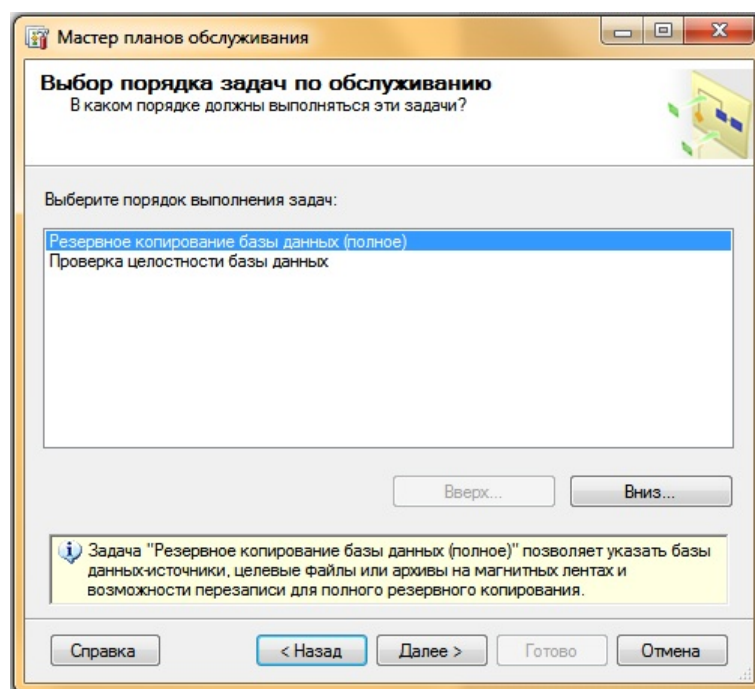 Мастер планов обслуживания
Выбор порядка задач по обслуживанию
В каком порядке должны выполняться эти задачи?
Выберите порядок выполнения задач:
Резервное копирование базы данных (полное)
Проверка целостности базы данных
Вверх...
Вниз...
Задача "Резервное копирование базы данных (полное)" позволяет указать базы
данных-источники, целевые файлы или архивы на магнитных лентах и
возможности перезаписи для полного резервного копирования.
Справка
< Назад
Далее >
Готово
Отмена